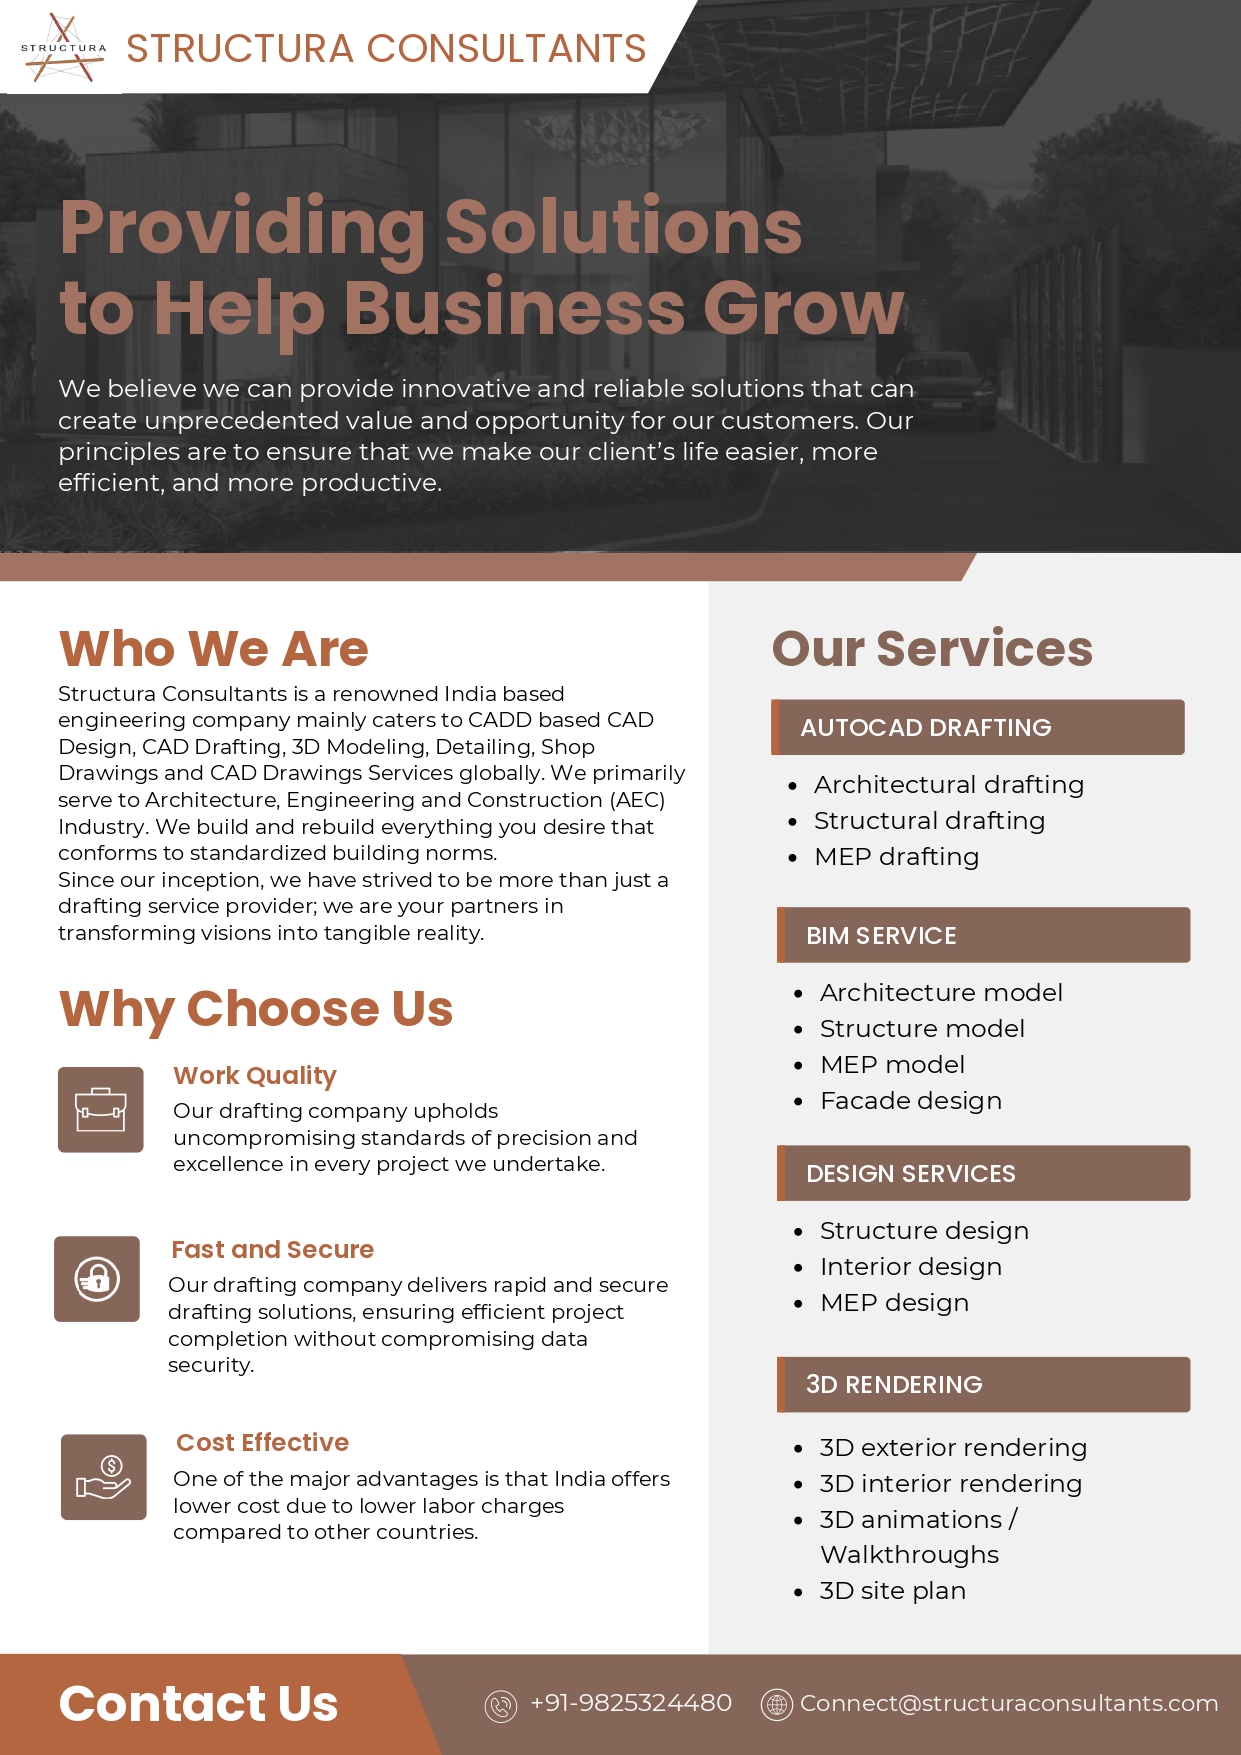 STRUCTURA
STRUCTURA CONSULTANTS
Providing Solutions
to Help Business Grow
We believe we can provide innovative and reliable solutions that can
create unprecedented value and opportunity for our customers. Our
principles are to ensure that we make our client's life easier, more
efficient, and more productive.
Who We Are
Structura Consultants is a renowned India based
engineering company mainly caters to CADD based CAD
Design, CAD Drafting, 3D Modeling, Detailing, Shop
Drawings and CAD Drawings Services globally. We primarily
serve to Architecture, Engineering and Construction (AEC)
Industry. We build and rebuild everything you desire that
conforms to standardized building norms.
Since our inception, we have strived to be more than just a
drafting service provider; we are your partners in
transforming visions into tangible reality.
Why Choose Us
Work Quality
Our drafting company upholds
uncompromising standards of precision and
excellence in every project we undertake.
Fast and Secure
Our drafting company delivers rapid and secure
drafting solutions, ensuring efficient project
completion without compromising data
security.
Cost Effective
One of the major advantages is that India offers
lower cost due to lower labor charges
compared to other countries.
Our Services
AUTOCAD DRAFTING
• Architectural drafting
• Structural drafting
• MEP drafting
BIM SERVICE
• Architecture model
• Structure model
• MEP model
• Facade design
DESIGN SERVICES
• Structure design
• Interior design
• MEP design
3D RENDERING
• 3D exterior rendering
• 3D interior rendering
• 3D animations /
Walkthroughs
• 3D site plan
Contact Us
+91-9825324480
Connect@structuraconsultants.com